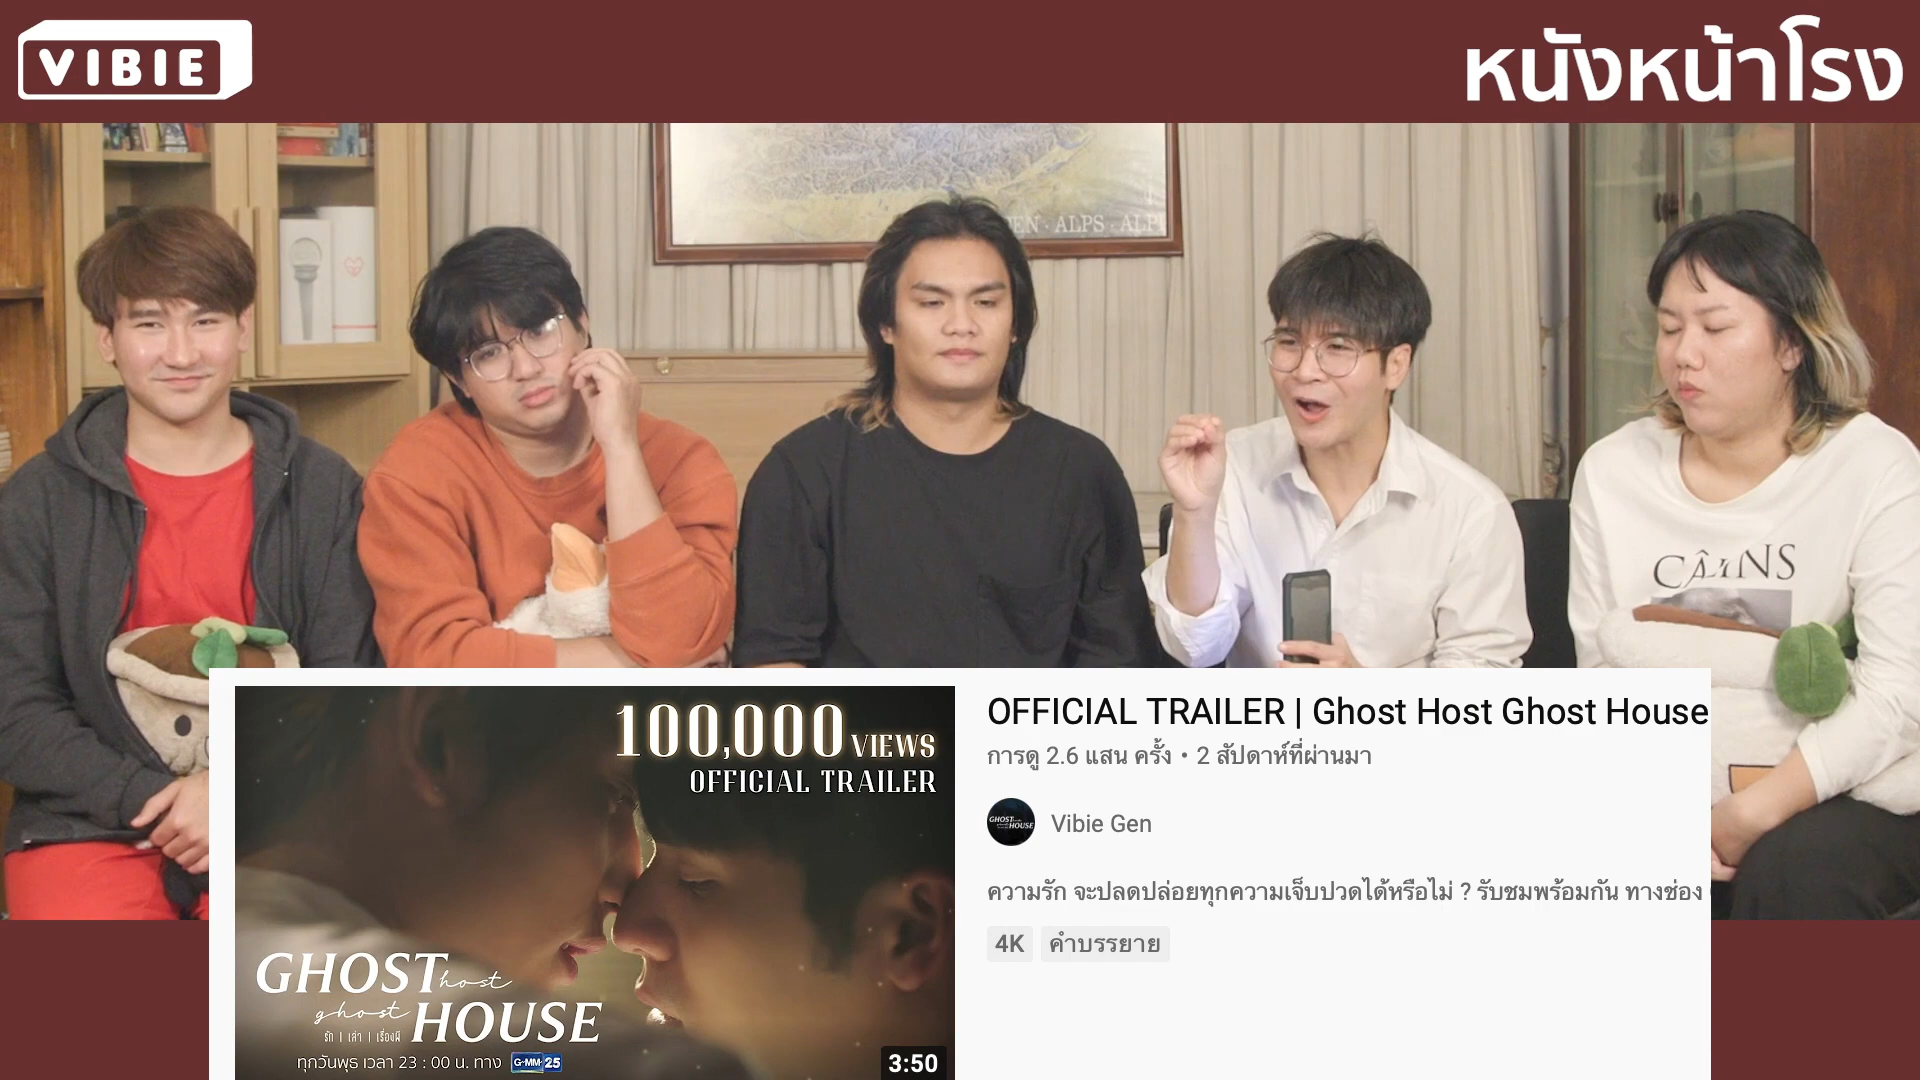 VIBIE
หนังหน้าโรง
EN · ALPS · ALP
OFFICIAL TRAILER | Ghost Host Ghost House
การดู 2.6 แสน ครั้ง • 2 สัปดาห์ที่ผ่านมา
Vibie Gen
ความรัก จะปลดปล่อยทุกความเจ็บปวดได้หรือไม่ ? รับชมพร้อมกัน ทางช่อง
4K คำบรรยาย
100,000 VIEWS
OFFICIAL TRAILER
GHOST host
ghost HOUSE
รัก | เล่า | เรื่องผี
ทุกวันพุธ เวลา 23 : 00 น. ทาง GMM 25
3:50